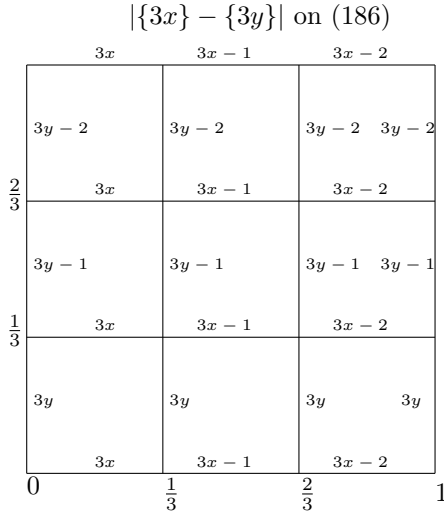 |{3x} − {3y}| on (186)
3x 3x − 1 3x − 2
3y − 2 3y − 2 3y − 2 3y − 2
2/3 3x 3x − 1 3x − 2
3y − 1 3y − 1 3y − 1 3y − 1
1/3 3x 3x − 1 3x − 2
3y 3y 3y 3y
3x 3x − 1 3x − 2
0 1/3 2/3 1